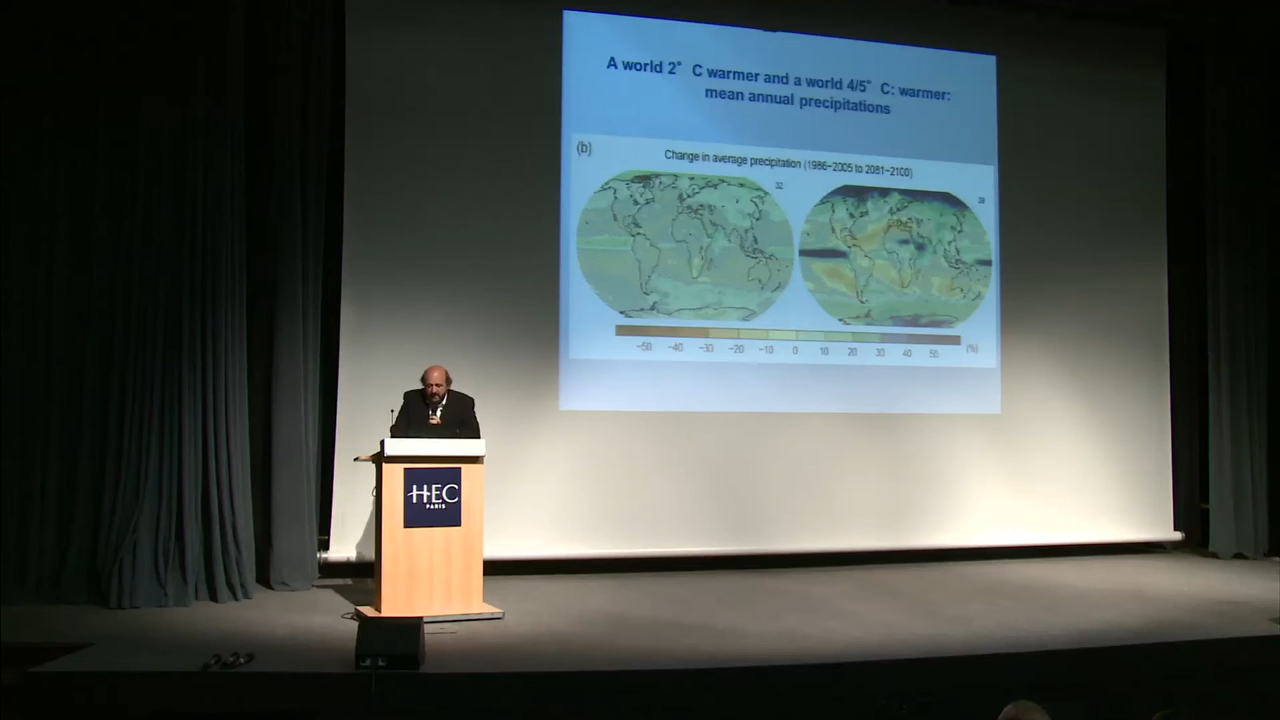 A world 2° C warmer and a world 4/5° C: warmer:
mean annual precipitations
(b)
Change in average precipitation (1986−2005 to 2081−2100)
32
39
−50 −40 −30 −20 −10 0 10 20 30 40 50 (%)
HEC
PARIS